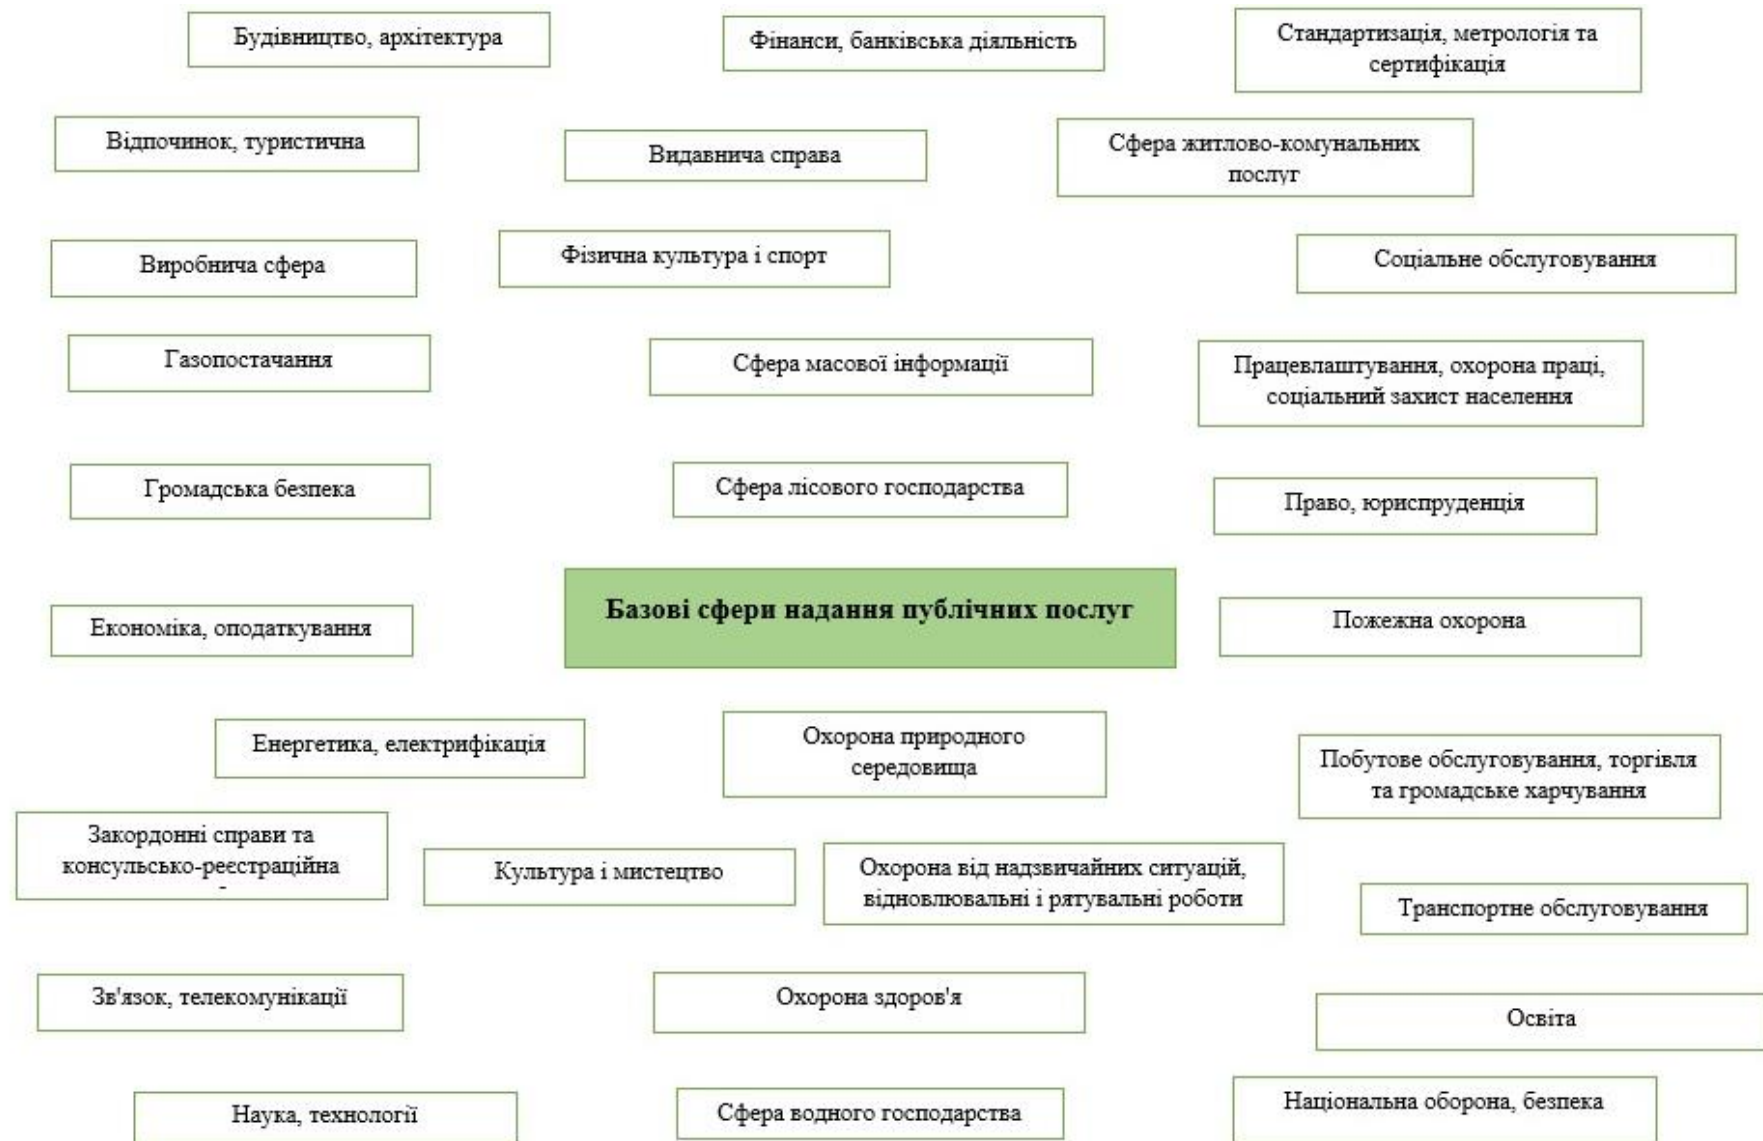 Будівництво, архітектура
Фінанси, банківська діяльність
Стандартизація, метрологія та
сертифікація
Відпочинок, туристична
Видавнича справа
Сфера житлово-комунальних
послуг
Виробнича сфера
Фізична культура і спорт
Соціальне обслуговування
Газопостачання
Сфера масової інформації
Працевлаштування, охорона праці,
соціальний захист населення
Громадська безпека
Сфера лісового господарства
Право, юриспруденція
Базові сфери надання публічних послуг
Економіка, оподаткування
Пожежна охорона
Енергетика, електрифікація
Охорона природного
середовища
Побутове обслуговування, торгівля
та громадське харчування
Закордонні справи та
консульсько-реєстраційна
Культура і мистецтво
Охорона від надзвичайних ситуацій,
відновлювальні і рятувальні роботи
Транспортне обслуговування
Зв'язок, телекомунікації
Охорона здоров'я
Освіта
Наука, технології
Сфера водного господарства
Національна оборона, безпека